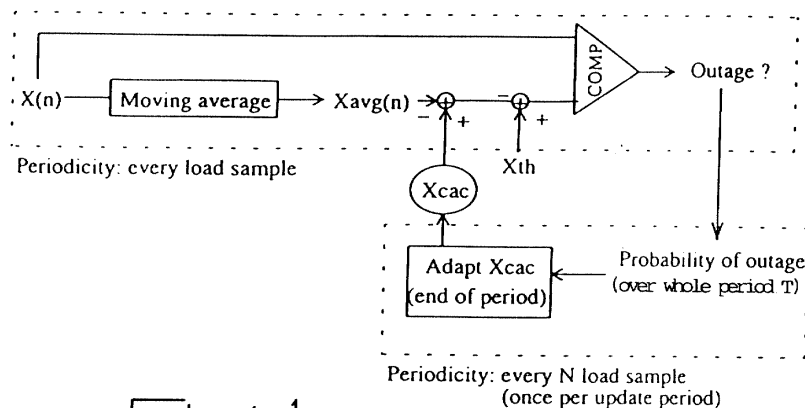 X(n)
Moving average
Xavg(n)
COMP
Outage ?
- +
- +
Xth
Periodicity: every load sample
Xcac
Adapt Xcac
(end of period)
Probability of outage
(over whole period T)
Periodicity: every N load sample
(once per update period)